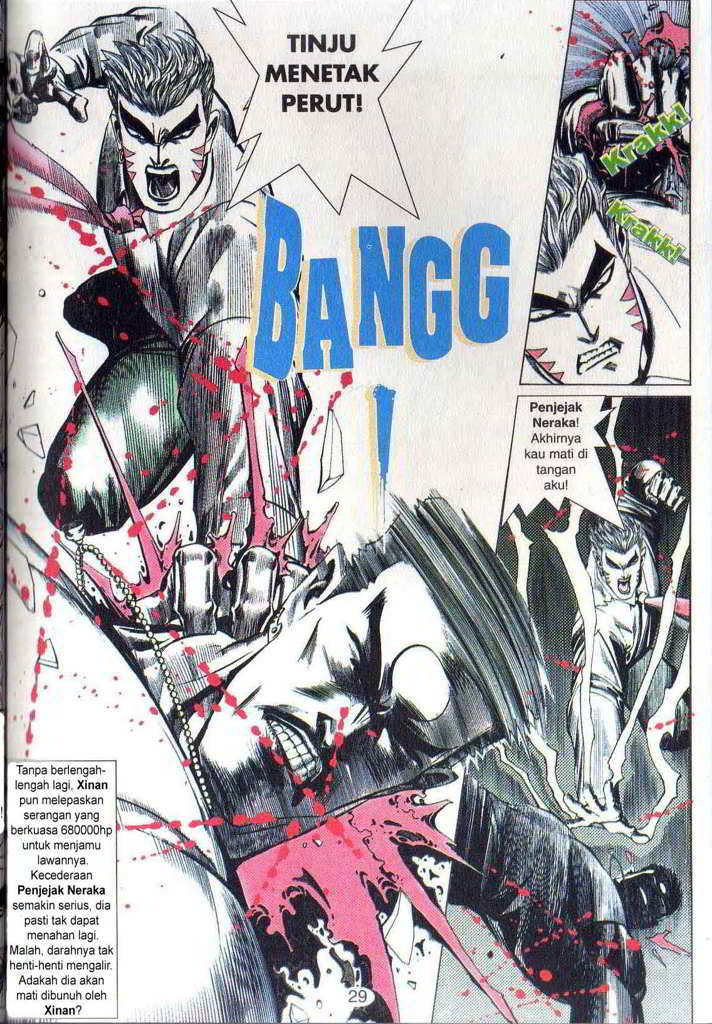 TINJU
MENETAK
PERUT!
BANGG
!
Krakk!
Krakk!
Penjejak
Neraka!
Akhirnya
kau mati di
tangan
aku!
Tanpa berlengah-
lengah lagi, Xinan
pun melepaskan
serangan yang
berkuasa 680000hp
untuk menjamu
lawannya.
Kecederaan
Penjejak Neraka
semakin serius, dia
pasti tak dapat
menahan lagi.
Malah, darahnya tak
henti-henti mengalir.
Adakah dia akan
mati dibunuh oleh
Xinan?
29